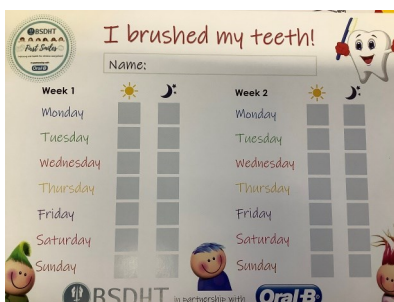 BSDHT
First Smiles
Oral-B
I brushed my teeth!
Name:
Week 1
Monday
Tuesday
Wednesday
Thursday
Friday
Saturday
Sunday
Week 2
Monday
Tuesday
Wednesday
Thursday
Friday
Saturday
Sunday
BSDHT in partnership with Oral-B